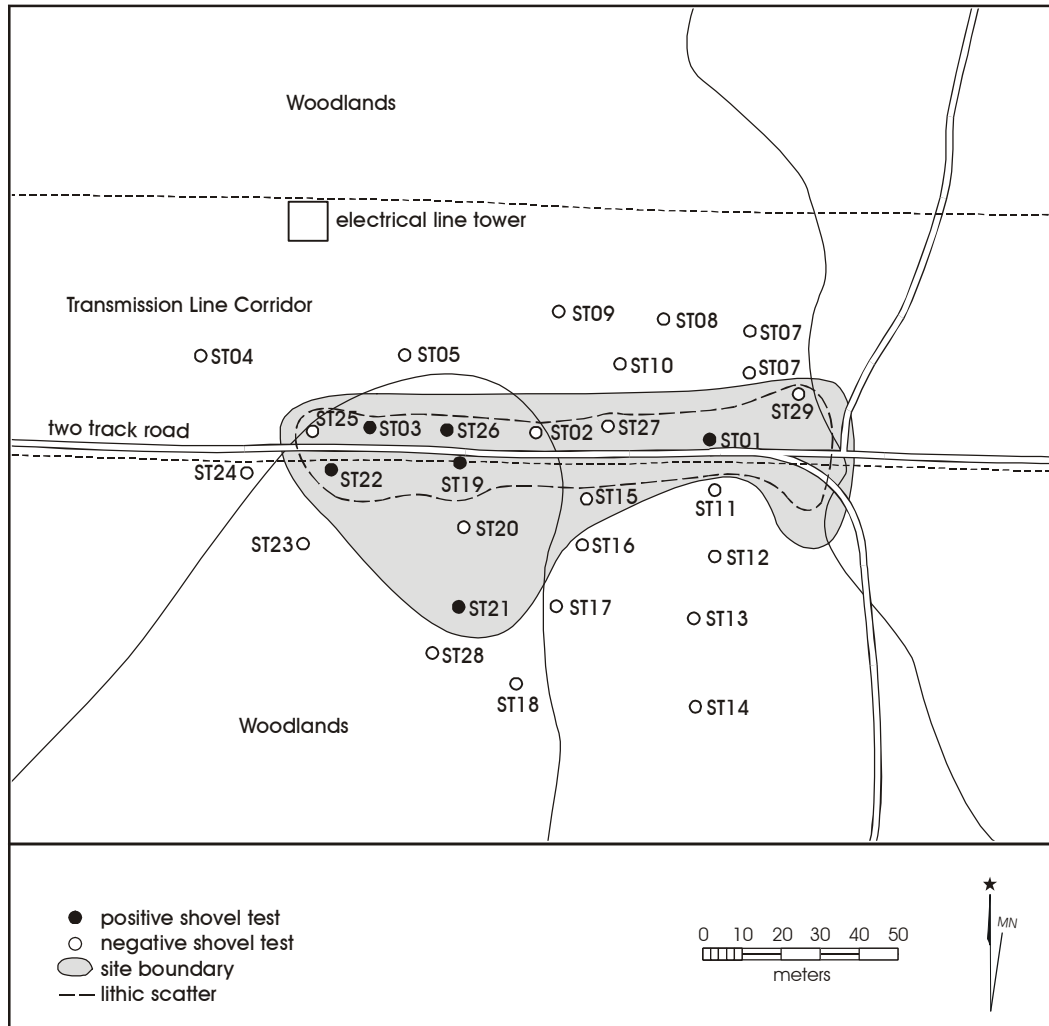 Woodlands
electrical line tower
Transmission Line Corridor
ST09
ST08
ST07
ST04
ST05
ST10
ST07
ST29
ST25
ST03
ST26
ST02
ST27
ST01
two track road
ST24
ST22
ST19
ST15
ST11
ST20
ST23
ST16
ST12
ST21
ST17
ST13
ST28
ST18
ST14
Woodlands
positive shovel test
negative shovel test
site boundary
lithic scatter
0 10 20 30 40 50
meters
MN